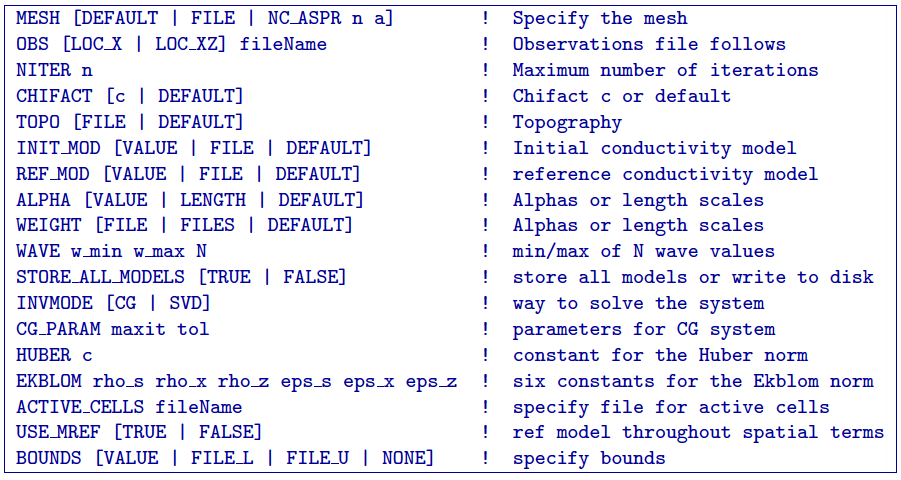 MESH [DEFAULT | FILE | NC_ASPR n a] ! Specify the mesh
OBS [LOC_X | LOC_XZ] fileName ! Observations file follows
NITER n ! Maximum number of iterations
CHIFACT [c | DEFAULT] ! Chifact c or default
TOPO [FILE | DEFAULT] ! Topography
INIT_MOD [VALUE | FILE | DEFAULT] ! Initial conductivity model
REF_MOD [VALUE | FILE | DEFAULT] ! reference conductivity model
ALPHA [VALUE | LENGTH | DEFAULT] ! Alphas or length scales
WEIGHT [FILE | FILES | DEFAULT] ! Alphas or length scales
WAVE w_min w_max N ! min/max of N wave values
STORE_ALL_MODELS [TRUE | FALSE] ! store all models or write to disk
INVMODE [CG | SVD] ! way to solve the system
CG_PARAM maxit tol ! parameters for CG system
HUBER c ! constant for the Huber norm
EKBLOM rho_s rho_x rho_z eps_s eps_x eps_z ! six constants for the Ekblom norm
ACTIVE_CELLS fileName ! specify file for active cells
USE_MREF [TRUE | FALSE] ! ref model throughout spatial terms
BOUNDS [VALUE | FILE_L | FILE_U | NONE] ! specify bounds